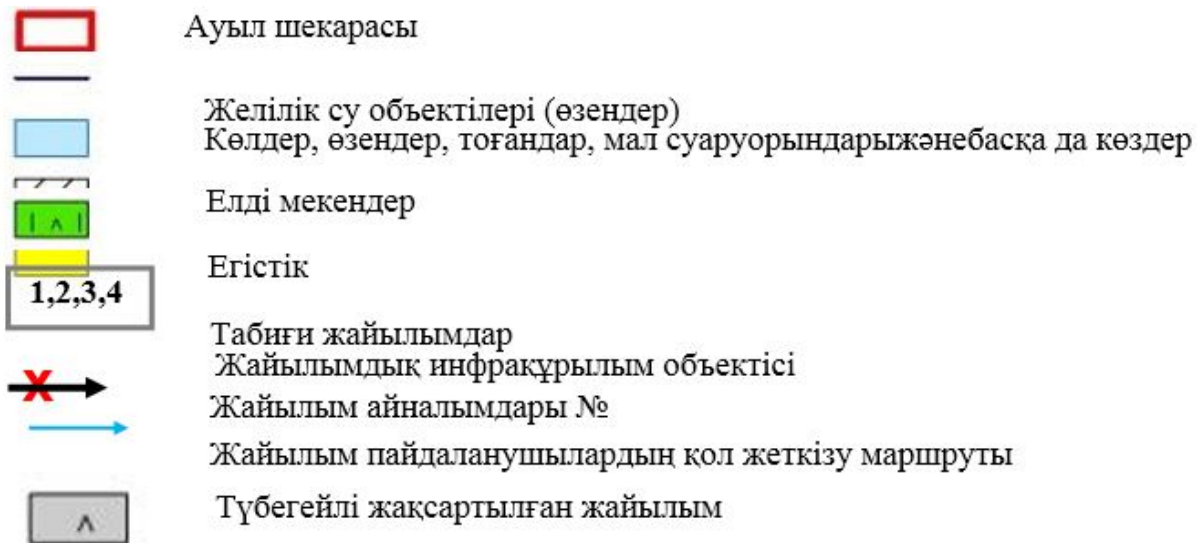 Ауыл шекарасы
Желілік су объектілері (өзендер)
Көлдер, өзендер, тоғандар, мал суаруорындарыжәнебасқа да көздер
Елді мекендер
Егістік
1,2,3,4
Табиғи жайылымдар
Жайылымдық инфрақұрылым объектісі
X
Жайылым айналымдары №
Жайылым пайдаланушылардың қол жеткізу маршруты
Түбегейлі жақсартылған жайылым